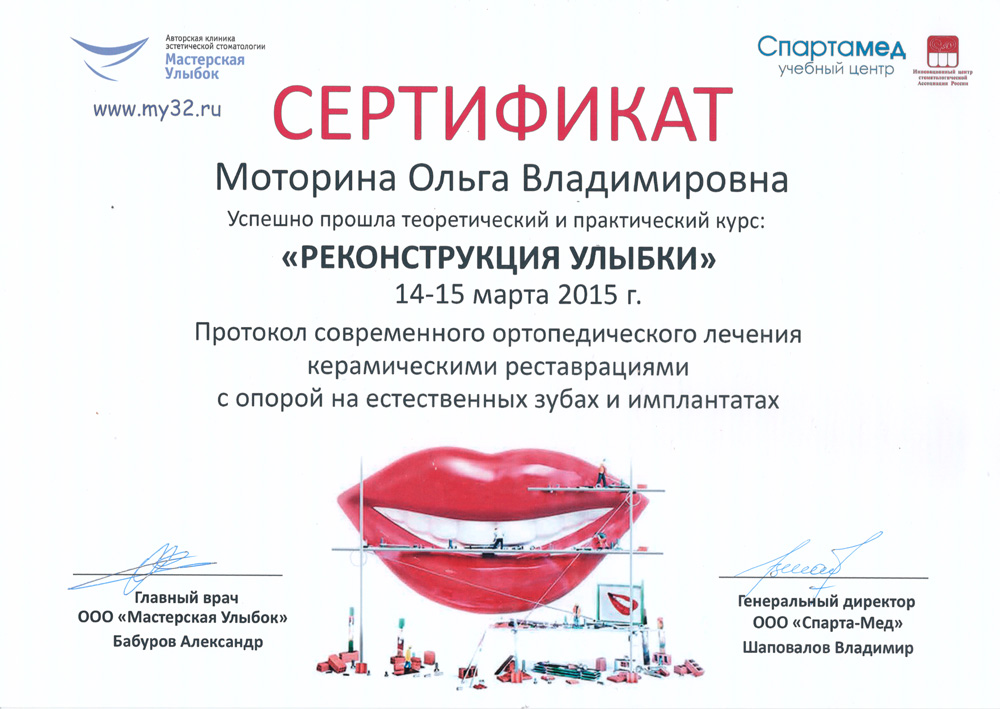 Авторская клиника
эстетической стоматологии
Мастерская
Улыбок
www.my32.ru
Спартамед
учебный центр
Инновационный центр
стоматологической
Ассоциации России
СЕРТИФИКАТ
Моторина Ольга Владимировна
Успешно прошла теоретический и практический курс:
«РЕКОНСТРУКЦИЯ УЛЫБКИ»
14-15 марта 2015 г.
Протокол современного ортопедического лечения
керамическими реставрациями
с опорой на естественных зубах и имплантатах
Главный врач
ООО «Мастерская Улыбок»
Бабуров Александр
Генеральный директор
ООО «Спарта-Мед»
Шаповалов Владимир